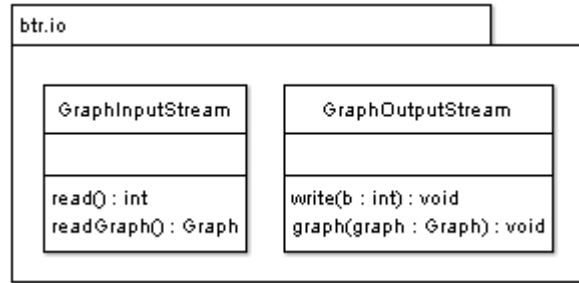 btr.io
GraphInputStream
read() : int
readGraph() : Graph
GraphOutputStream
write(b : int) : void
graph(graph : Graph) : void